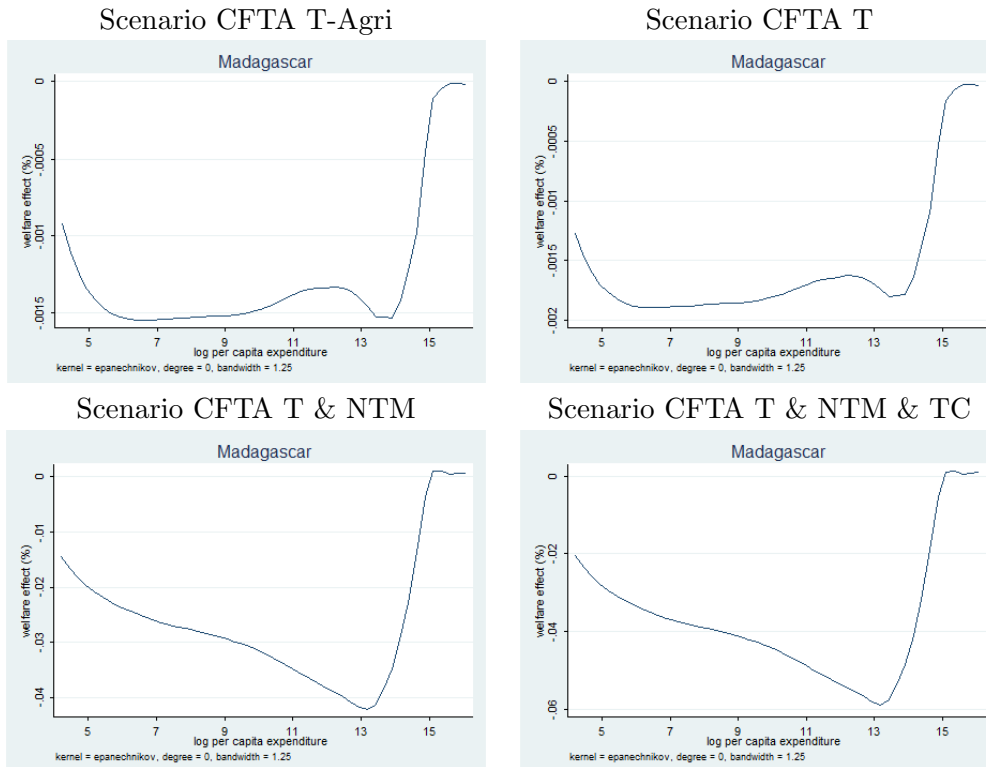 Scenario CFTA T-Agri
Scenario CFTA T
Madagascar
welfare effect (%)
0
-.0005
-.001
-.0015
5 7 9 11 13 15
log per capita expenditure
kernel = epanechnikov, degree = 0, bandwidth = 1.25
Madagascar
welfare effect (%)
0
-.0005
-.001
-.0015
-.002
5 7 9 11 13 15
log per capita expenditure
kernel = epanechnikov, degree = 0, bandwidth = 1.25
Scenario CFTA T & NTM
Scenario CFTA T & NTM & TC
Madagascar
welfare effect (%)
0
-.01
-.02
-.03
-.04
5 7 9 11 13 15
log per capita expenditure
kernel = epanechnikov, degree = 0, bandwidth = 1.25
Madagascar
welfare effect (%)
0
-.02
-.04
-.06
5 7 9 11 13 15
log per capita expenditure
kernel = epanechnikov, degree = 0, bandwidth = 1.25